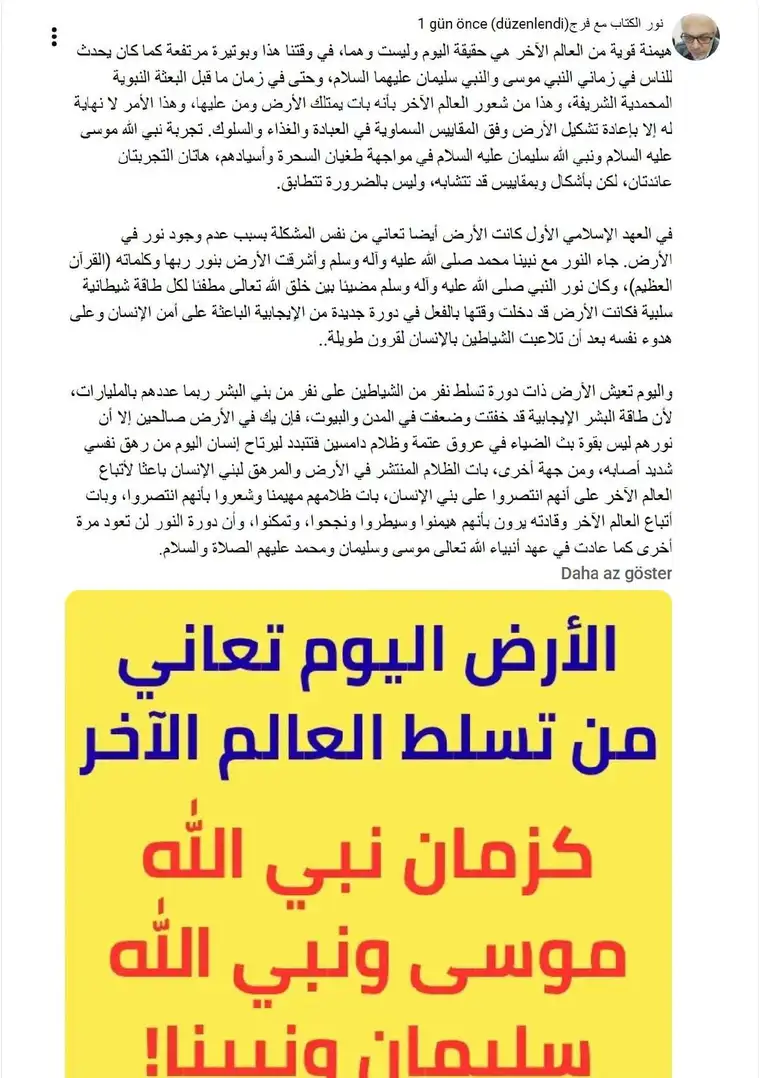 نور الكتاب مع فرج(düzenlendi) 1 gün önce
هيمنة قوية من العالم الآخر هي حقيقة اليوم وليست وهما، في وقتنا هذا وبوتيرة مرتفعة كما كان يحدث
للناس في زماني النبي موسى والنبي سليمان عليهما السلام، وحتى في زمان ما قبل البعثة النبوية
المحمدية الشريفة، وهذا من شعور العالم الآخر بأنه بات يمتلك الأرض ومن عليها، وهذا الأمر لا نهاية
له إلا بإعادة تشكيل الأرض وفق المقاييس السماوية في العبادة والغذاء والسلوك. تجربة نبي الله موسى
عليه السلام ونبي الله سليمان عليه السلام في مواجهة طغيان السحرة وأسيادهم، هاتان التجربتان
عائدتان، لكن بأشكال وبمقاييس قد تتشابه، وليس بالضرورة تتطابق.
في العهد الإسلامي الأول كانت الأرض أيضا تعاني من نفس المشكلة بسبب عدم وجود نور في
الأرض. جاء النور مع نبينا محمد صلى الله عليه وآله وسلم وأشرقت الأرض بنور ربها وكلماته (القرآن
العظيم)، وكان نور النبي صلى الله عليه وآله وسلم مضيئا بين خلق الله تعالى مطفئا لكل طاقة شيطانية
سلبية فكانت الأرض قد دخلت وقتها بالفعل في دورة جديدة من الإيجابية الباعثة على أمن الإنسان وعلى
هدوء نفسه بعد أن تلاعبت الشياطين بالإنسان لقرون طويلة..
واليوم تعيش الأرض ذات دورة تسلط نفر من الشياطين على نفر من بني البشر ربما عددهم بالمليارات،
لأن طاقة البشر الإيجابية قد خفتت وضعفت في المدن والبيوت، فإن يك في الأرض صالحين إلا أن
نورهم ليس بقوة بث الضياء في عروق عتمة وظلام دامسين فتتبدد ليرتاح إنسان اليوم من رهق نفسي
شديد أصابه، ومن جهة أخرى، بات الظلام المنتشر في الأرض والمرهق لبني الإنسان باعثا لأتباع
العالم الآخر على أنهم انتصروا على بني الإنسان، بات ظلامهم مهيمنا وشعروا بأنهم انتصروا، وبات
أتباع العالم الآخر وقادته يرون بأنهم هيمنوا وسيطروا ونجحوا، وتمكنوا، وأن دورة النور لن تعود مرة
أخرى كما عادت في عهد أنبياء الله تعالى موسى وسليمان ومحمد عليهم الصلاة والسلام.
Daha az göster
الأرض اليوم تعاني
من تسلط العالم الآخر
كزمان نبي الله
موسى ونبي الله
سليمان ونبينا!